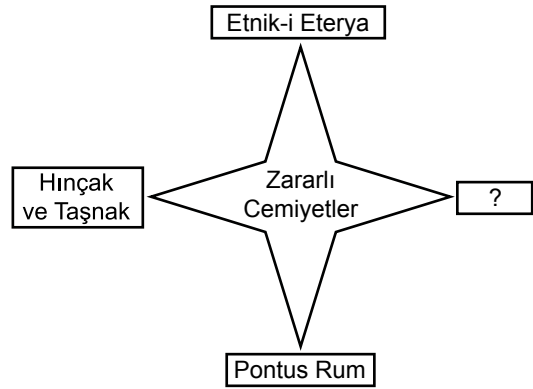 Etnik-i Eterya
Hınçak
ve Taşnak
Zararlı
Cemiyetler
?
Pontus Rum